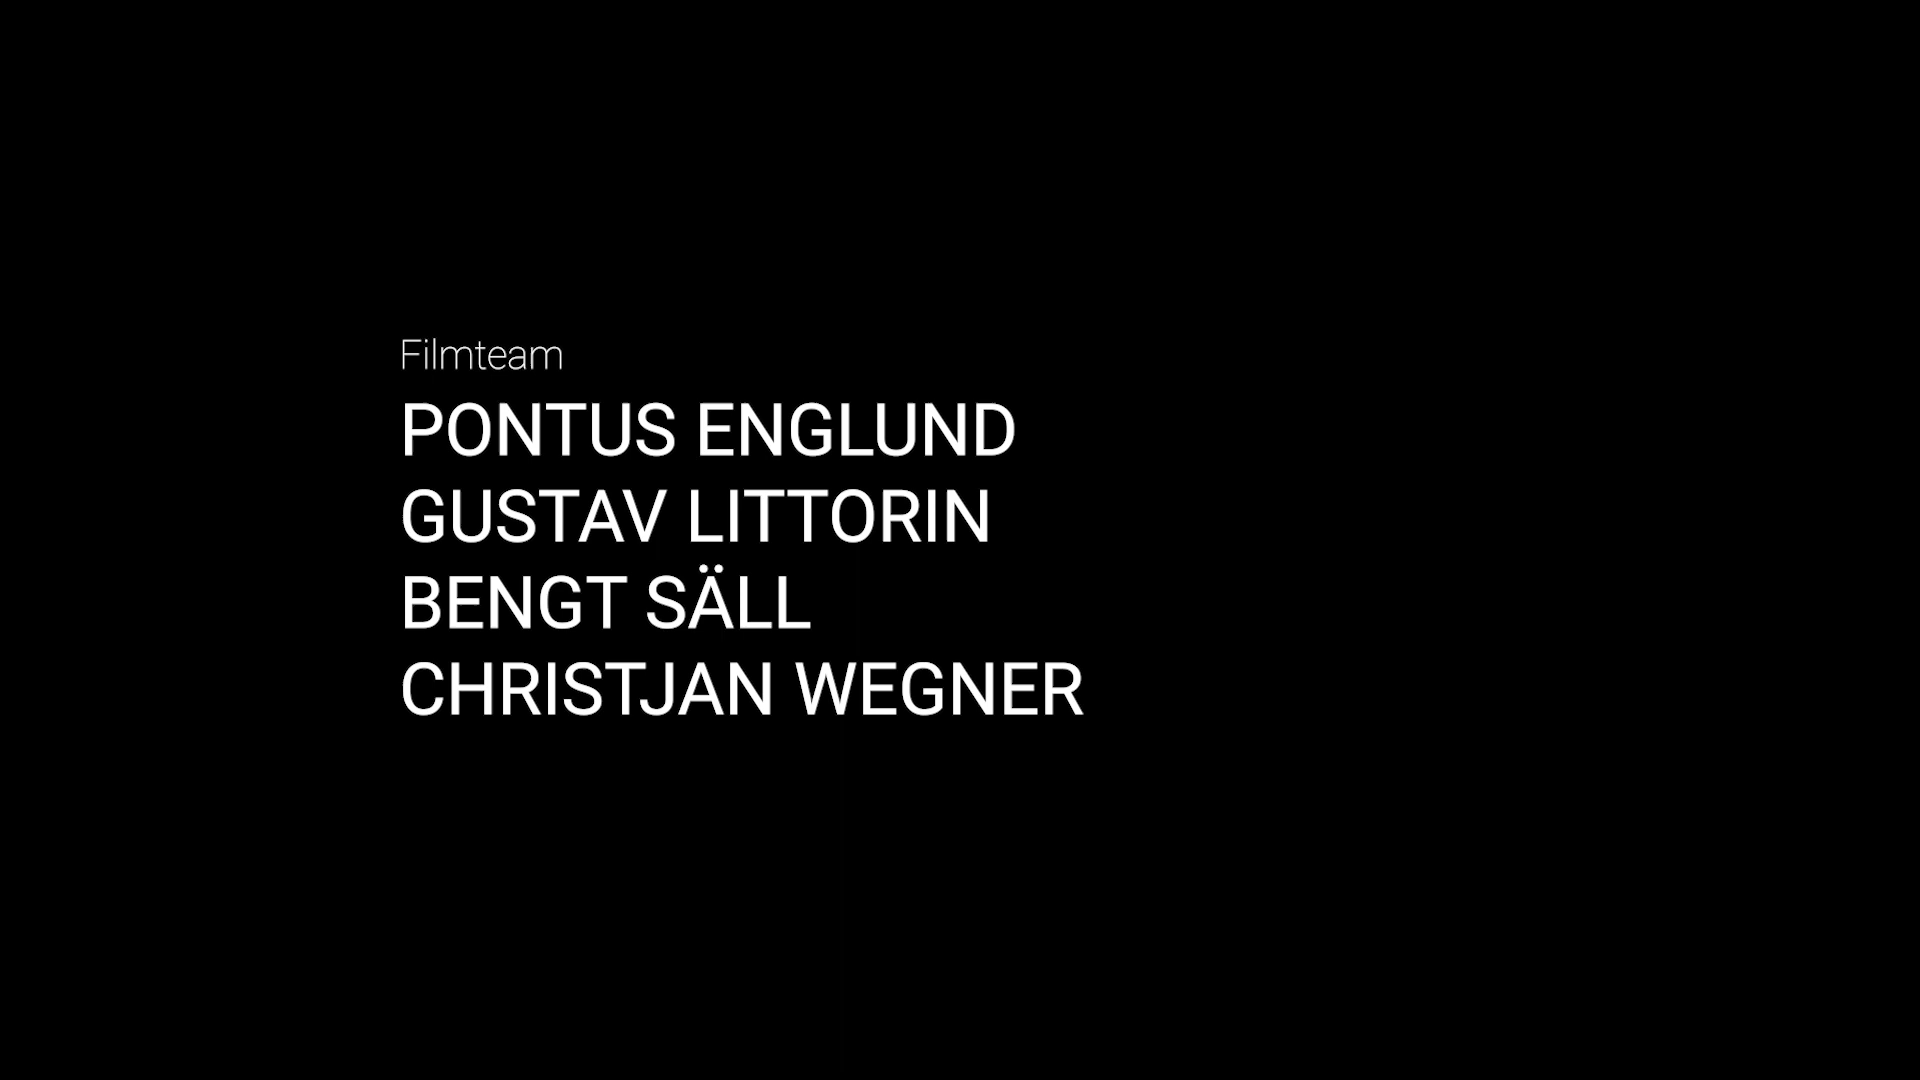 Filmteam
PONTUS ENGLUND
GUSTAV LITTORIN
BENGT SÄLL
CHRISTJAN WEGNER